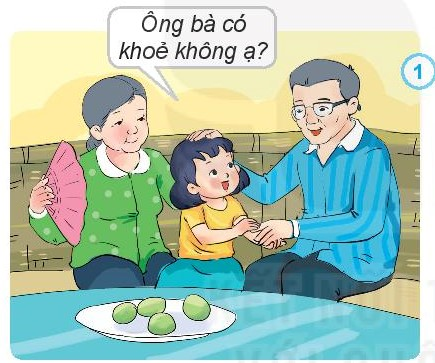 Ông bà có
khoẻ không ạ?
1